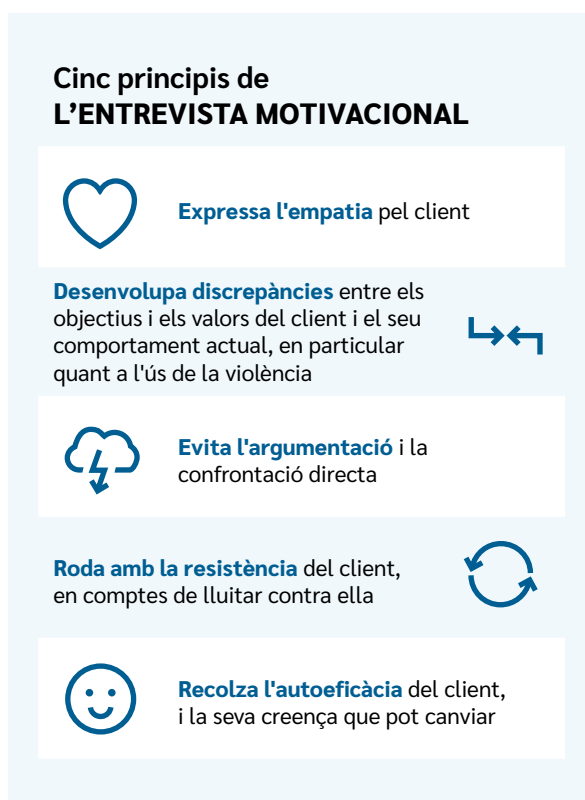 Cinc principis de
L’ENTREVISTA MOTIVACIONAL
Expressa l'empatia pel client
Desenvolupa discrepàncies entre els
objectius i els valors del client i el seu
comportament actual, en particular
quant a l'ús de la violència
Evita l'argumentació i la
confrontació directa
Roda amb la resistència del client,
en comptes de lluitar contra ella
Recolza l'autoeficàcia del client,
i la seva creença que pot canviar